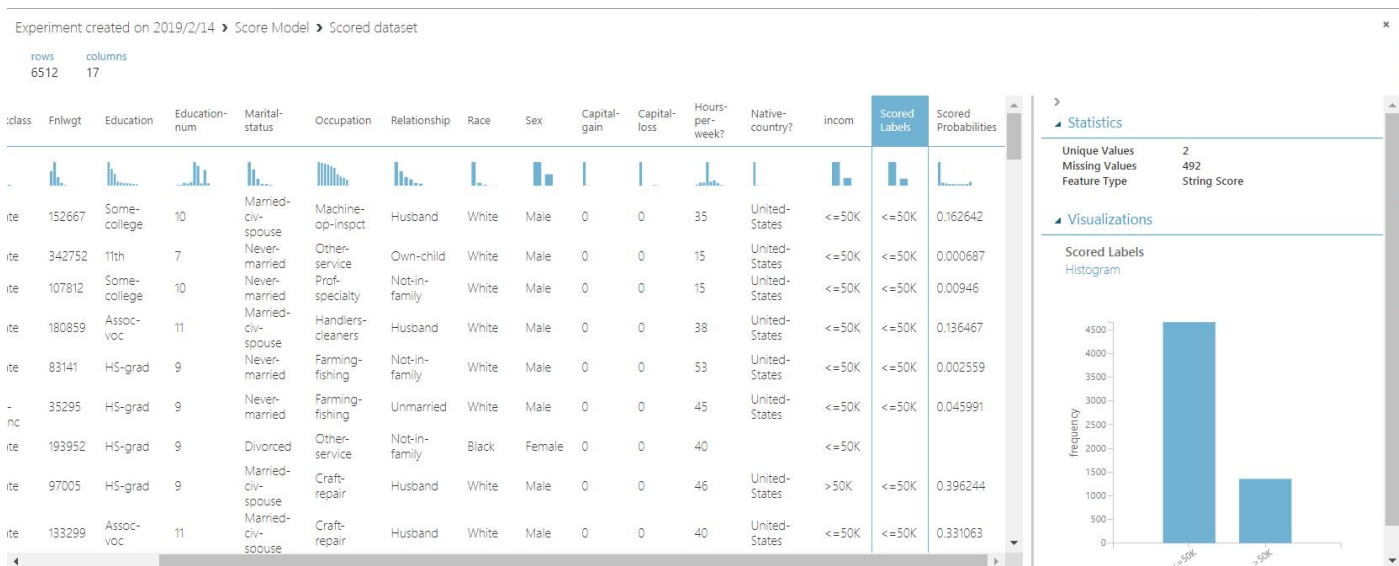 Experiment created on 2019/2/14 > Score Model > Scored dataset
rows columns
6512 17
Fnlwgt Education Education-num Marital-status Occupation Relationship Race Sex Capital-gain Capital-loss Hours-per-week? Native-country? incom Scored Labels Scored Probabilities
152667 Some-college 10 Married-civ-spouse Machine-op-inspct Husband White Male 0 0 35 United-States <=50K <=50K 0.162642
342752 11th 7 Never-married Other-service Own-child White Male 0 0 15 United-States <=50K <=50K 0.000687
107812 Some-college 10 Never-married Prof-specialty Not-in-family White Male 0 0 15 United-States <=50K <=50K 0.00946
180859 Assoc-voc 11 Married-civ-spouse Handlers-cleaners Husband White Male 0 0 38 United-States <=50K <=50K 0.136467
83141 HS-grad 9 Never-married Farming-fishing Not-in-family White Male 0 0 53 United-States <=50K <=50K 0.002559
35295 HS-grad 9 Never-married Farming-fishing Unmarried White Male 0 0 45 United-States <=50K <=50K 0.045991
193952 HS-grad 9 Divorced Other-service Not-in-family Black Female 0 0 40 <=50K
97005 HS-grad 9 Married-civ-spouse Craft-repair Husband White Male 0 0 46 United-States >50K <=50K 0.396244
133299 Assoc-voc 11 Married-civ-spouse Craft-repair Husband White Male 0 0 40 United-States <=50K <=50K 0.331063
Statistics
Unique Values 2
Missing Values 492
Feature Type String Score
Visualizations
Scored Labels
Histogram
frequency
4500
4000
3500
3000
2500
2000
1500
1000
500
0
<=50K >50K